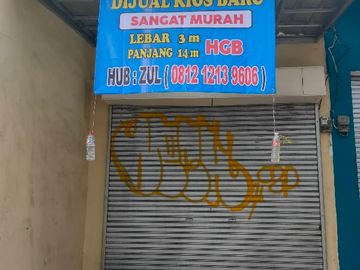 DIJUAL KIOS BARU
SANGAT MURAH
LEBAR 3 m
PANJANG 14 m HGB
HUB : ZUL ( 0812 1213 9606 )